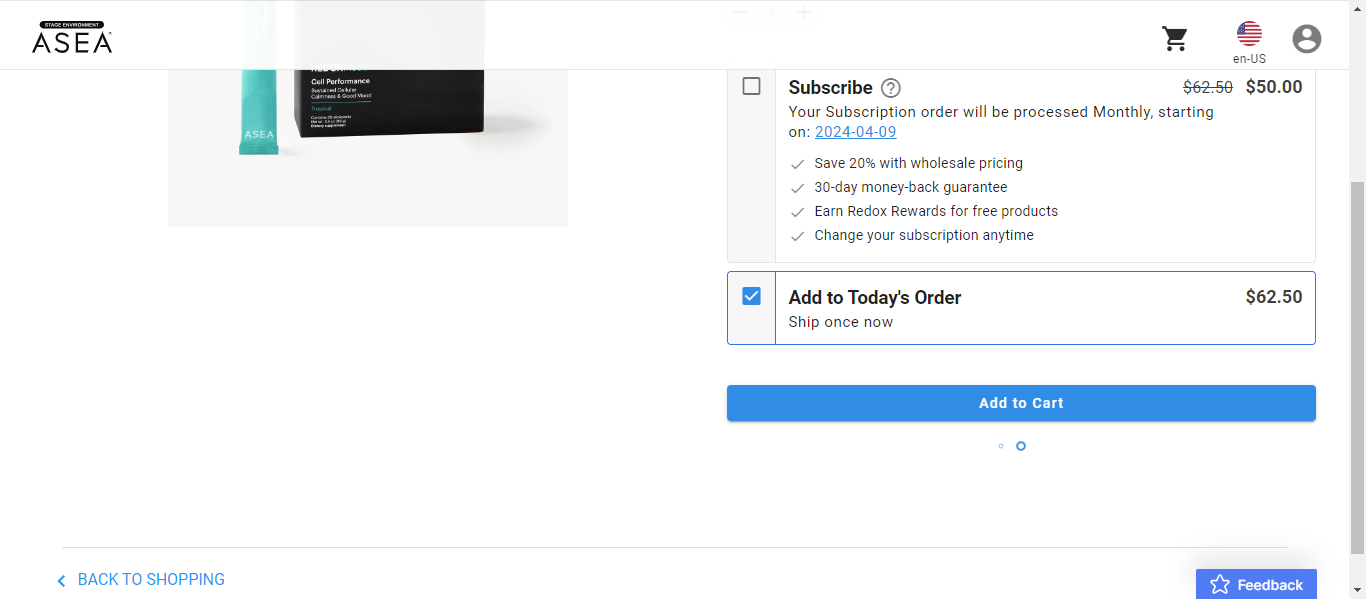 STAGE ENVIRONMENT
ASEA
en-US
Cell Performance
Sustained Cellular
Calmness & Good Mood
Tropical
ASEA
Subscribe ? $62.50 $50.00
Your Subscription order will be processed Monthly, starting
on: 2024-04-09
Save 20% with wholesale pricing
30-day money-back guarantee
Earn Redox Rewards for free products
Change your subscription anytime
Add to Today's Order $62.50
Ship once now
Add to Cart
BACK TO SHOPPING
Feedback